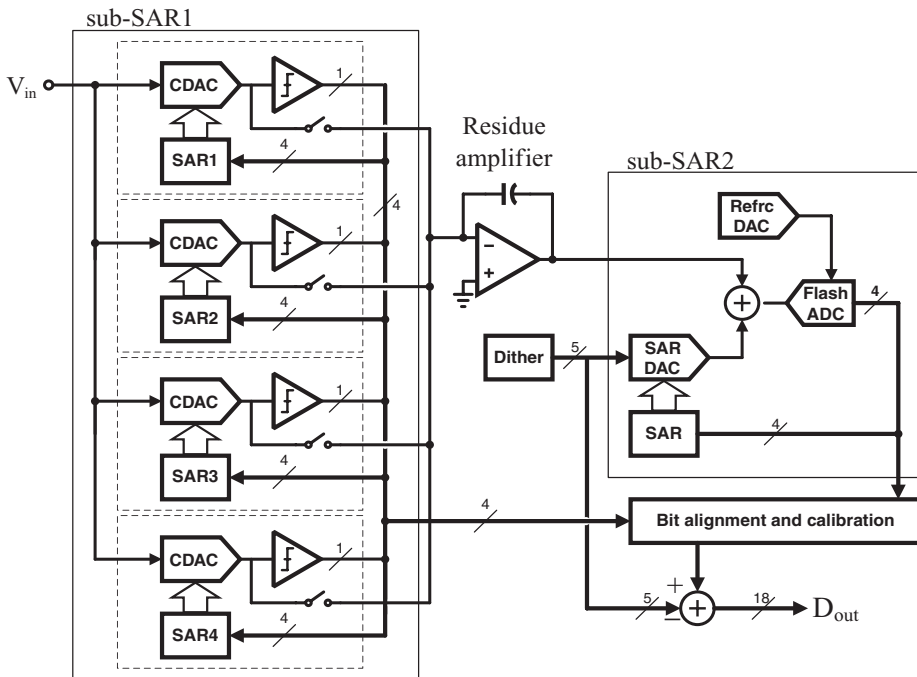 sub-SAR1
V_in
CDAC
1
SAR1
4
4
CDAC
1
SAR2
4
CDAC
1
SAR3
4
CDAC
1
SAR4
4
Residue
amplifier
−
+
sub-SAR2
Refrc
DAC
+
Flash
ADC
4
Dither
5
SAR
DAC
SAR
4
4
Bit alignment and calibration
5
+
−
+
18
D_out